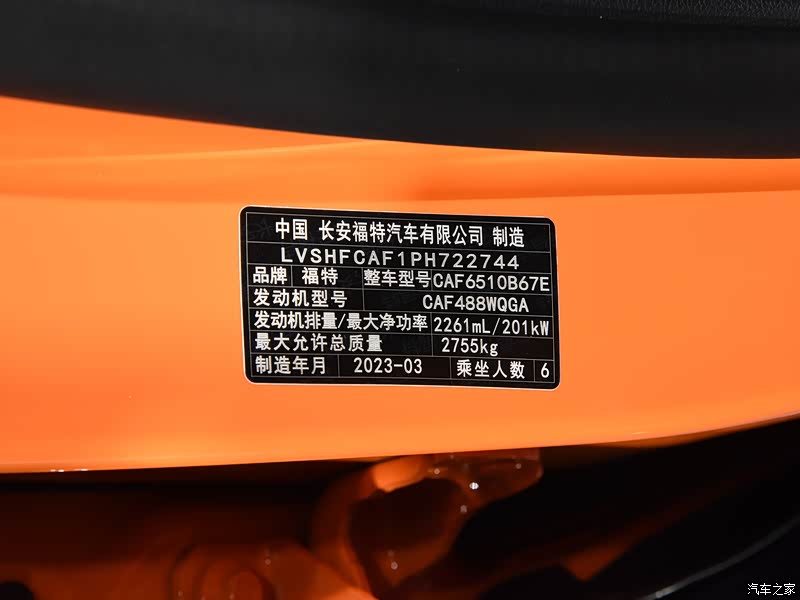 中国 长安福特汽车有限公司 制造
LVSHFCAF1PH722744
品牌 福特 整车型号 CAF6510B67E
发动机型号 CAF488WQGA
发动机排量/最大净功率 2261mL/201kW
最大允许总质量 2755kg
制造年月 2023-03 乘坐人数 6
汽车之家